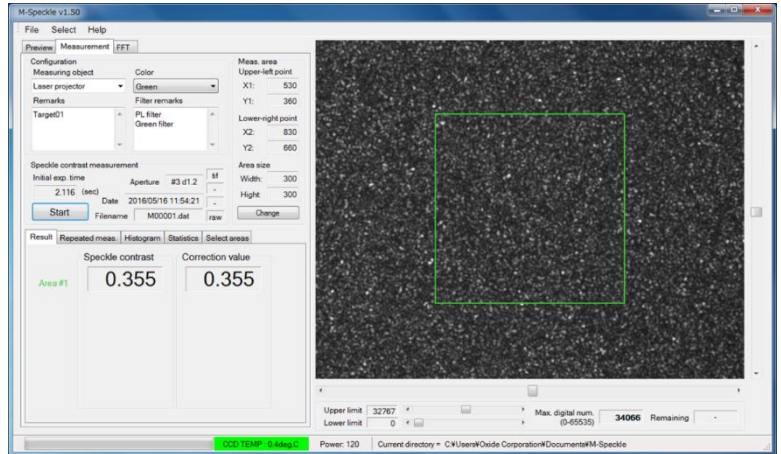 M-Speckle v1.50
File Select Help
Preview Measurement FFT
Configuration
Measuring object Color
Laser projector Green
Remarks Filter remarks
Target01 PL filter
Green filter
Meas. area
Upper-left point
X1: 530
Y1: 360
Lower-right point
X2: 830
Y2: 660
Speckle contrast measurement
Initial exp. time
2.116 (sec)
Aperture #3 d1.2 tif
-
Date 2016/05/16 11:54:21 -
Start Filename M00001.dat raw
Area size
Width: 300
Hight: 300
Change
Result Repeated meas. Histogram Statistics Select areas
Speckle contrast Correction value
Area #1 0.355 0.355
Upper limit 32767
Lower limit 0
Max. digital num.
(0-65535)
34066 Remaining -
CCD TEMP : 0.4deg.C Power: 120 Current directory = C:¥Users¥Oxide Corporation¥Documents¥M-Speckle